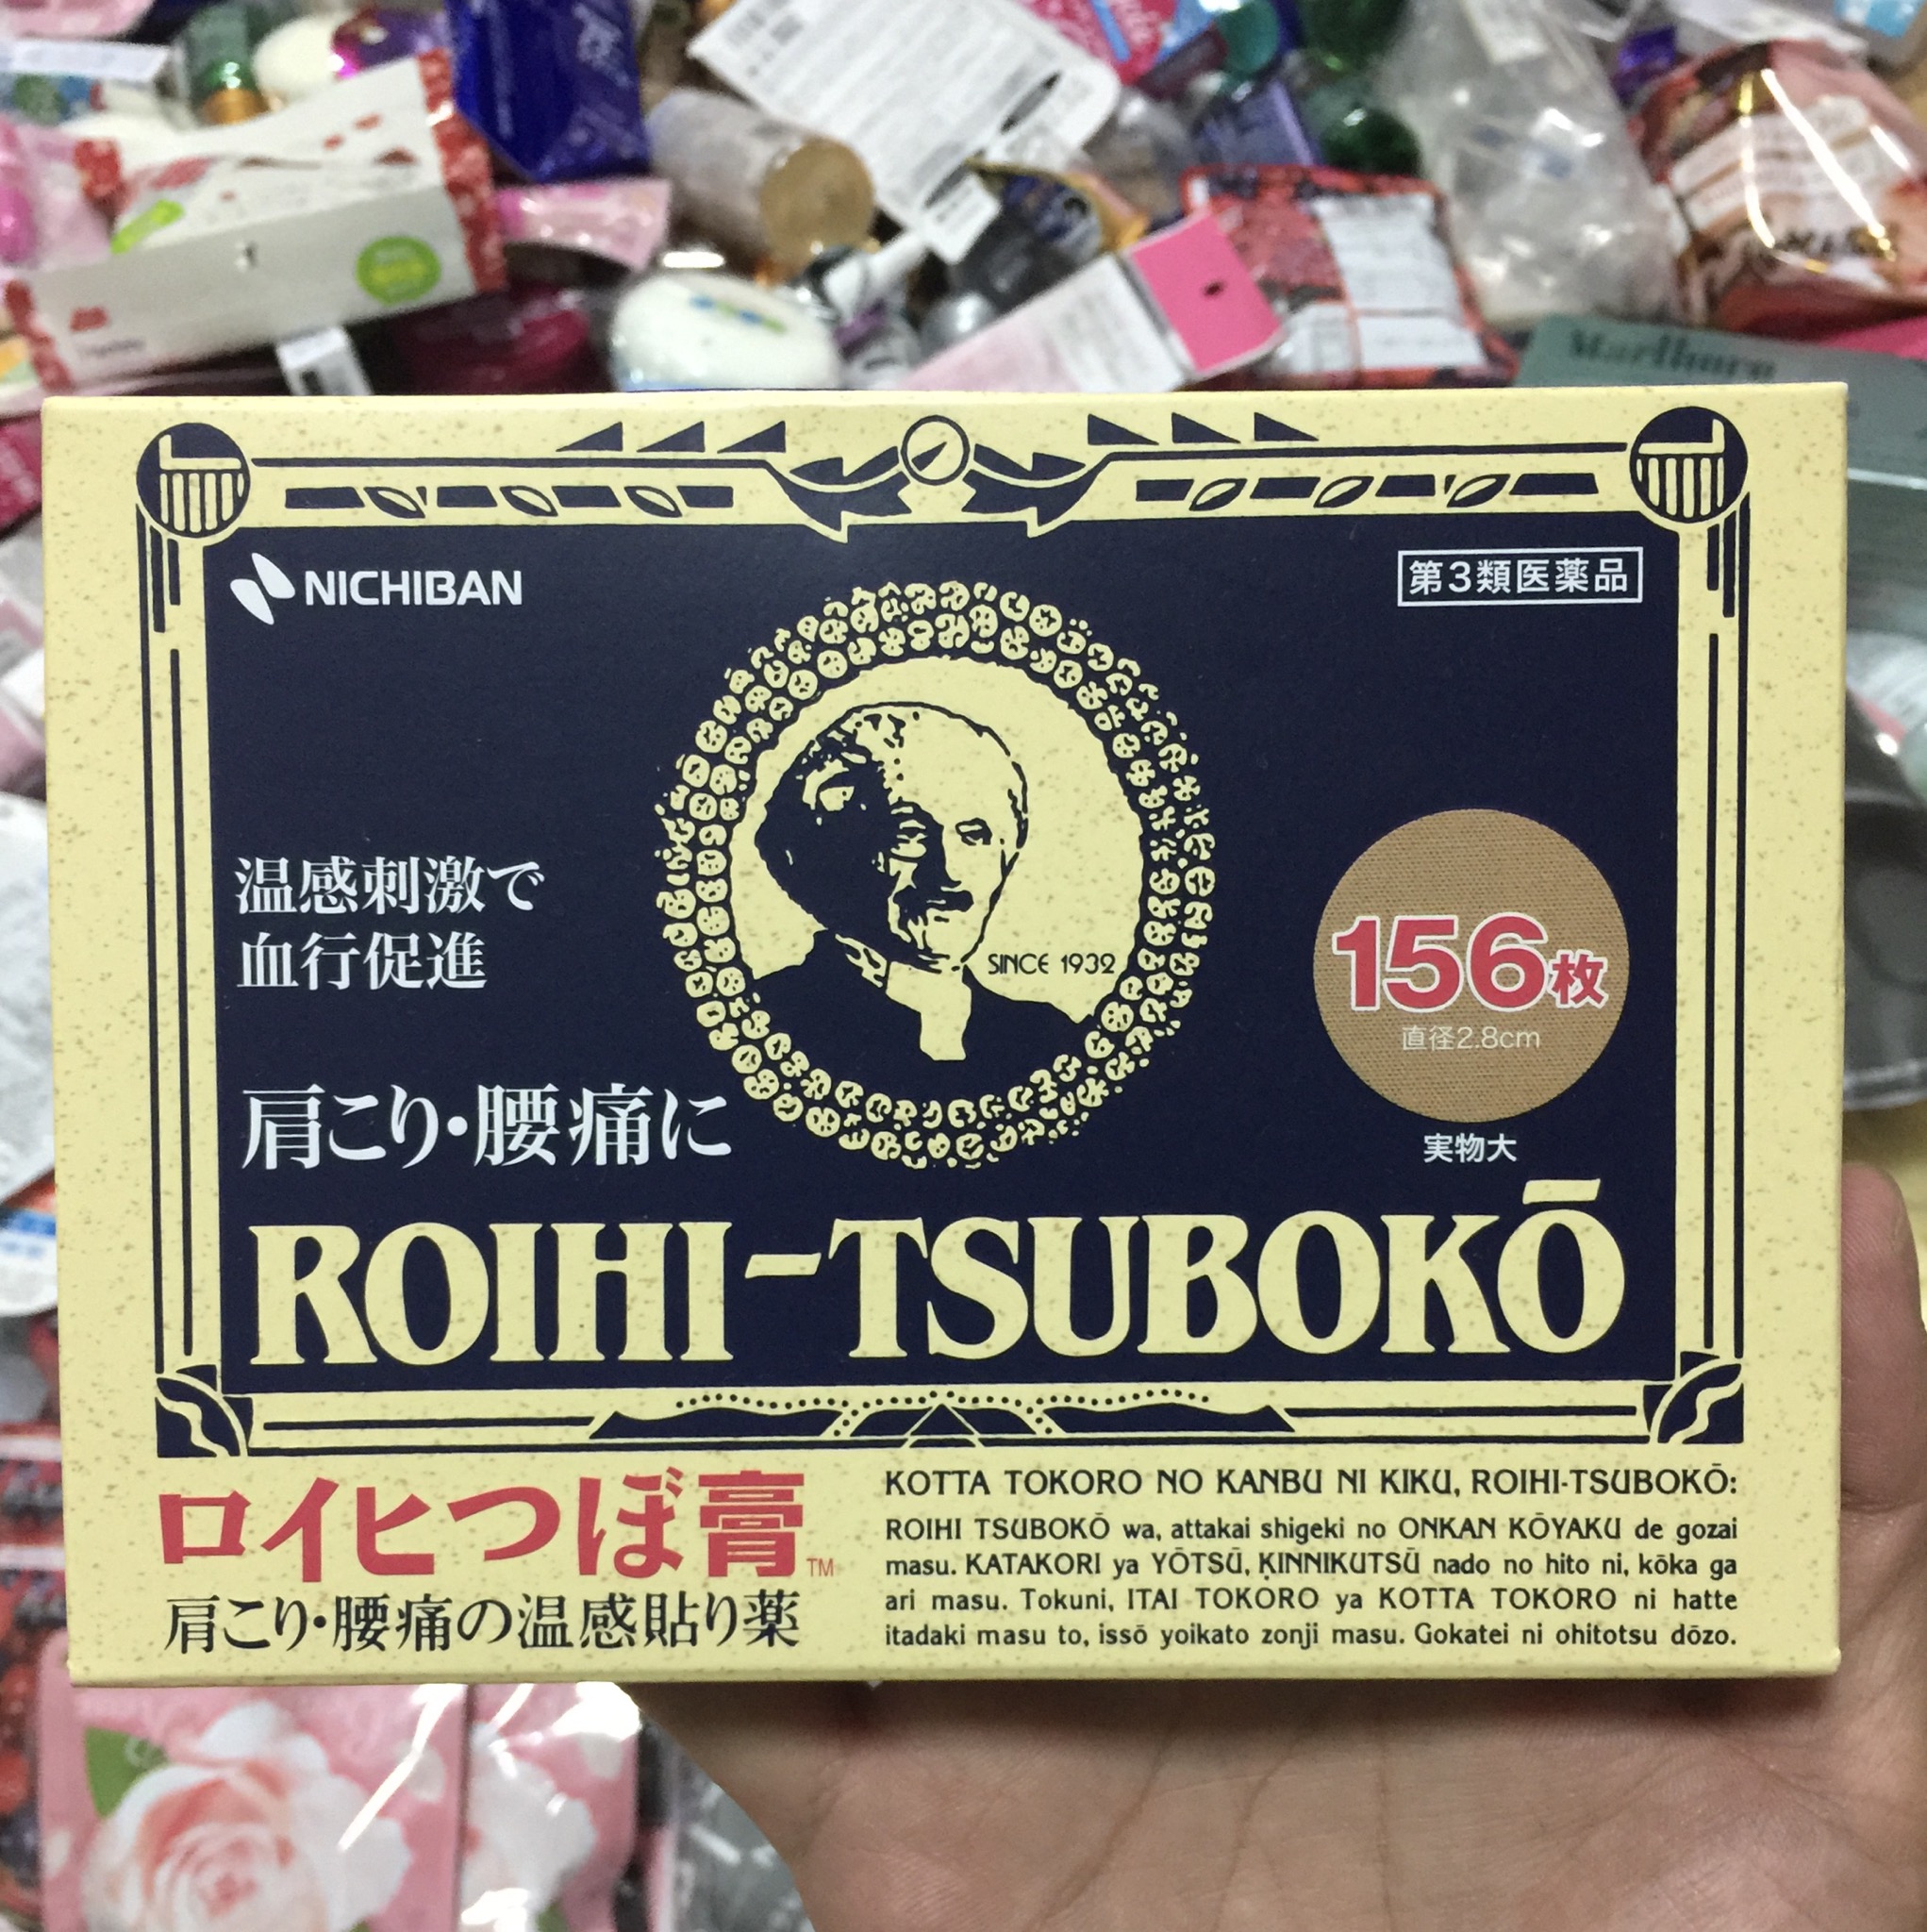 Marlboro
NICHIBAN
第3類医薬品
温感刺激で
血行促進
SINCE 1932
156枚
直径2.8cm
実物大
肩こり・腰痛に
ROIHI-TSUBOKŌ
ロイヒつぼ膏™
肩こり・腰痛の温感貼り薬
KOTTA TOKORO NO KANBU NI KIKU, ROIHI-TSUBOKŌ:
ROIHI TSUBOKŌ wa, attakai shigeki no ONKAN KŌYAKU de gozai
masu. KATAKORI ya YŌTSŪ, KINNIKUTSŪ nado no hito ni, kōka ga
ari masu. Tokuni, ITAI TOKORO ya KOTTA TOKORO ni hatte
itadaki masu to, issō yoikato zonji masu. Gokatei ni ohitotsu dōzo.